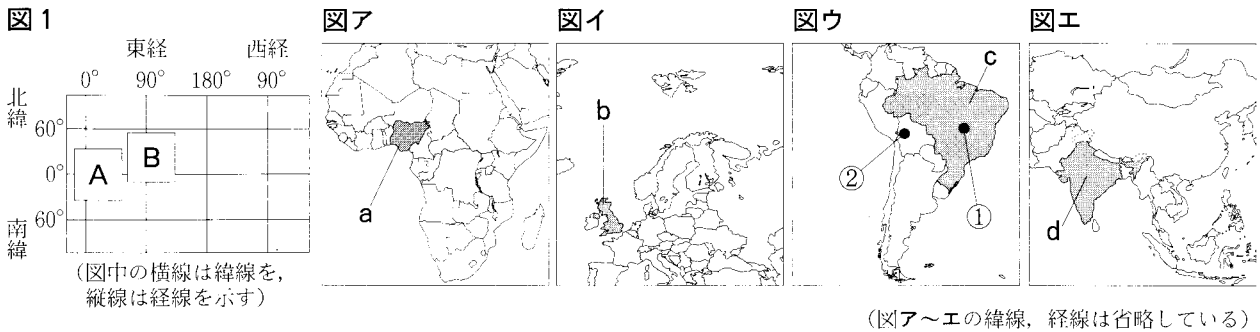 図1
東経 西経
0° 90° 180° 90°
北緯
60°
0°
南緯
60°
A
B
(図中の横線は緯線を,
縦線は経線を示す)
図ア
a
図イ
b
図ウ
c
②
①
図エ
d
(図ア～エの緯線,経線は省略している)